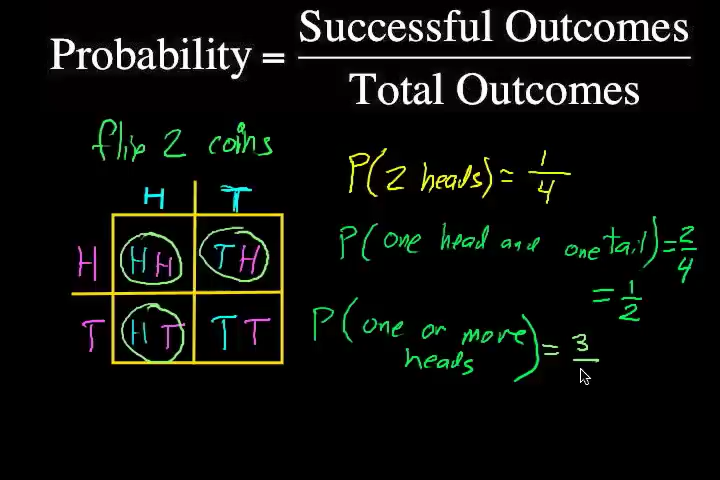 Probability = Successful Outcomes
Total Outcomes
flip 2 coins
P(2 heads) = 1/4
H T
P(one head and one tail) = 2/4
H HH TH
= 1/2
T HT TT
P(one or more heads) = 3